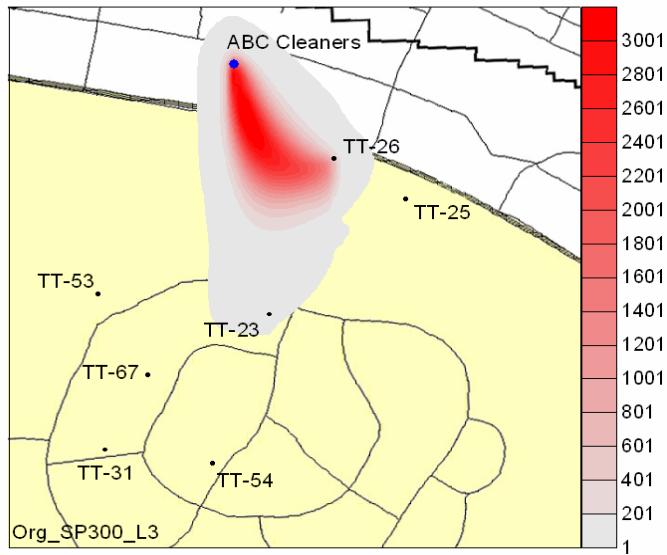 ABC Cleaners
TT-26
TT-25
TT-53
TT-23
TT-67
TT-31
TT-54
Org_SP300_L3
3001
2801
2601
2401
2201
2001
1801
1601
1401
1201
1001
801
601
401
201
1